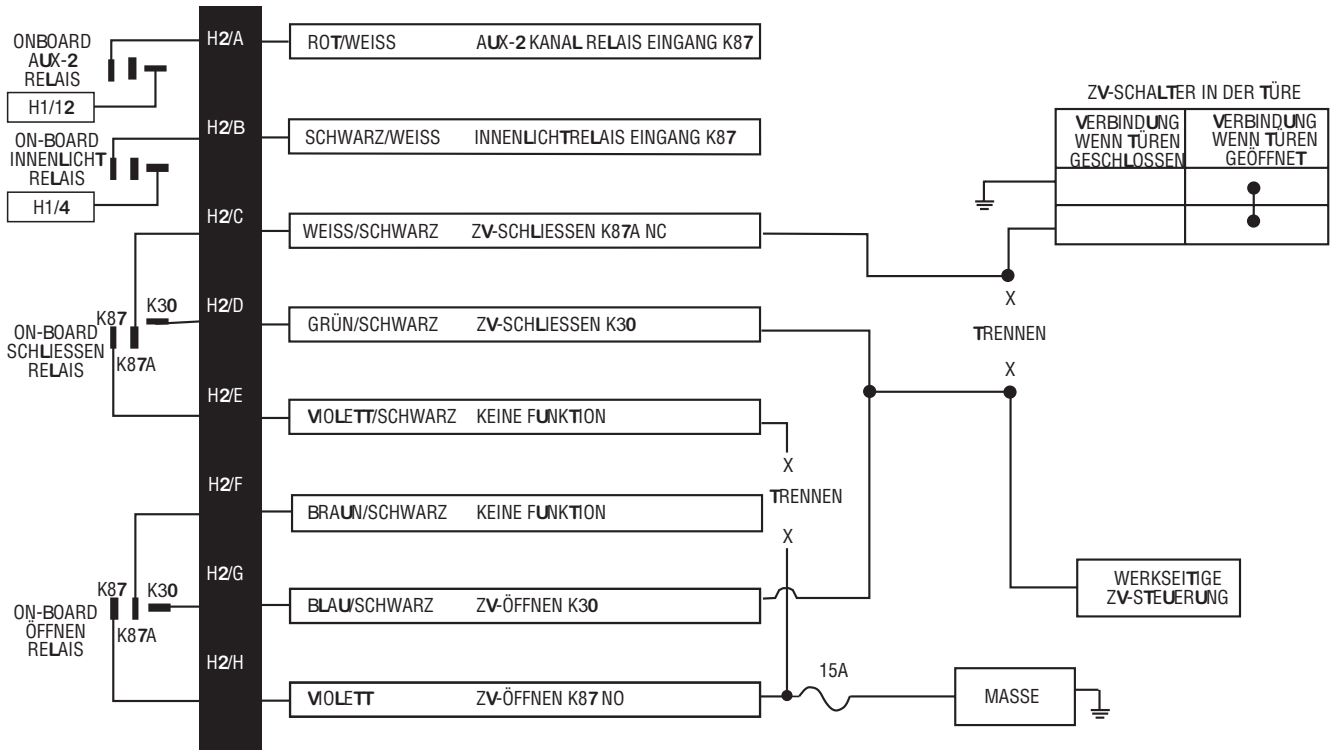 ONBOARD
AUX-2
RELAIS
H1/12
H2/A
ROT/WEISS AUX-2 KANAL RELAIS EINGANG K87
ON-BOARD
INNENLICHT
RELAIS
H1/4
H2/B
SCHWARZ/WEISS INNENLICHTRELAIS EINGANG K87
ZV-SCHALTER IN DER TÜRE
VERBINDUNG
WENN TÜREN
GESCHLOSSEN
VERBINDUNG
WENN TÜREN
GEÖFFNET
H2/C
WEISS/SCHWARZ ZV-SCHLIESSEN K87A NC
X
TRENNEN
X
K87
K30
K87A
ON-BOARD
SCHLIESSEN
RELAIS
H2/D
GRÜN/SCHWARZ ZV-SCHLIESSEN K30
H2/E
VIOLETT/SCHWARZ KEINE FUNKTION
X
TRENNEN
X
H2/F
BRAUN/SCHWARZ KEINE FUNKTION
K87
K30
K87A
ON-BOARD
ÖFFNEN
RELAIS
H2/G
BLAU/SCHWARZ ZV-ÖFFNEN K30
WERKSEITIGE
ZV-STEUERUNG
H2/H
VIOLETT ZV-ÖFFNEN K87 NO
15A
MASSE